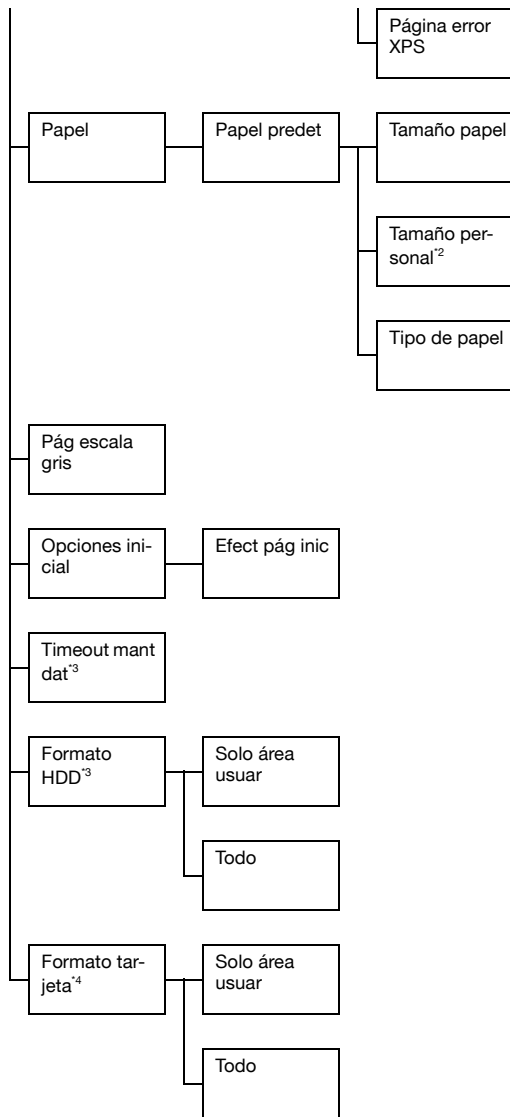 Página error
XPS
Papel
Papel predet
Tamaño papel
Tamaño per-
sonal*2
Tipo de papel
Pág escala
gris
Opciones ini-
cial
Efect pág inic
Timeout mant
dat*3
Formato
HDD*3
Solo área
usuar
Todo
Formato tar-
jeta*4
Solo área
usuar
Todo